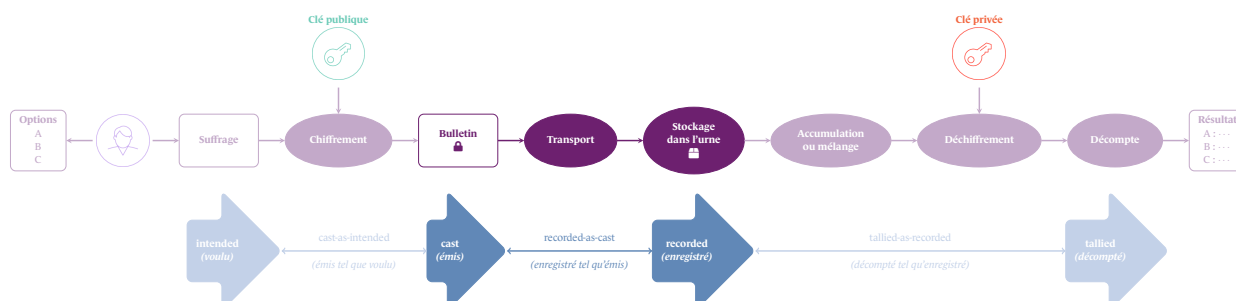 Clé publique
Clé privée
Options
A
B
C
Suffrage
Chiffrement
Bulletin
Transport
Stockage
dans l'urne
Accumulation
ou mélange
Déchiffrement
Décompte
Résultat
A : ···
B : ···
C : ···
intended
(voulu)
cast-as-intended
(émis tel que voulu)
cast
(émis)
recorded-as-cast
(enregistré tel qu'émis)
recorded
(enregistré)
tallied-as-recorded
(décompté tel qu'enregistré)
tallied
(décompté)